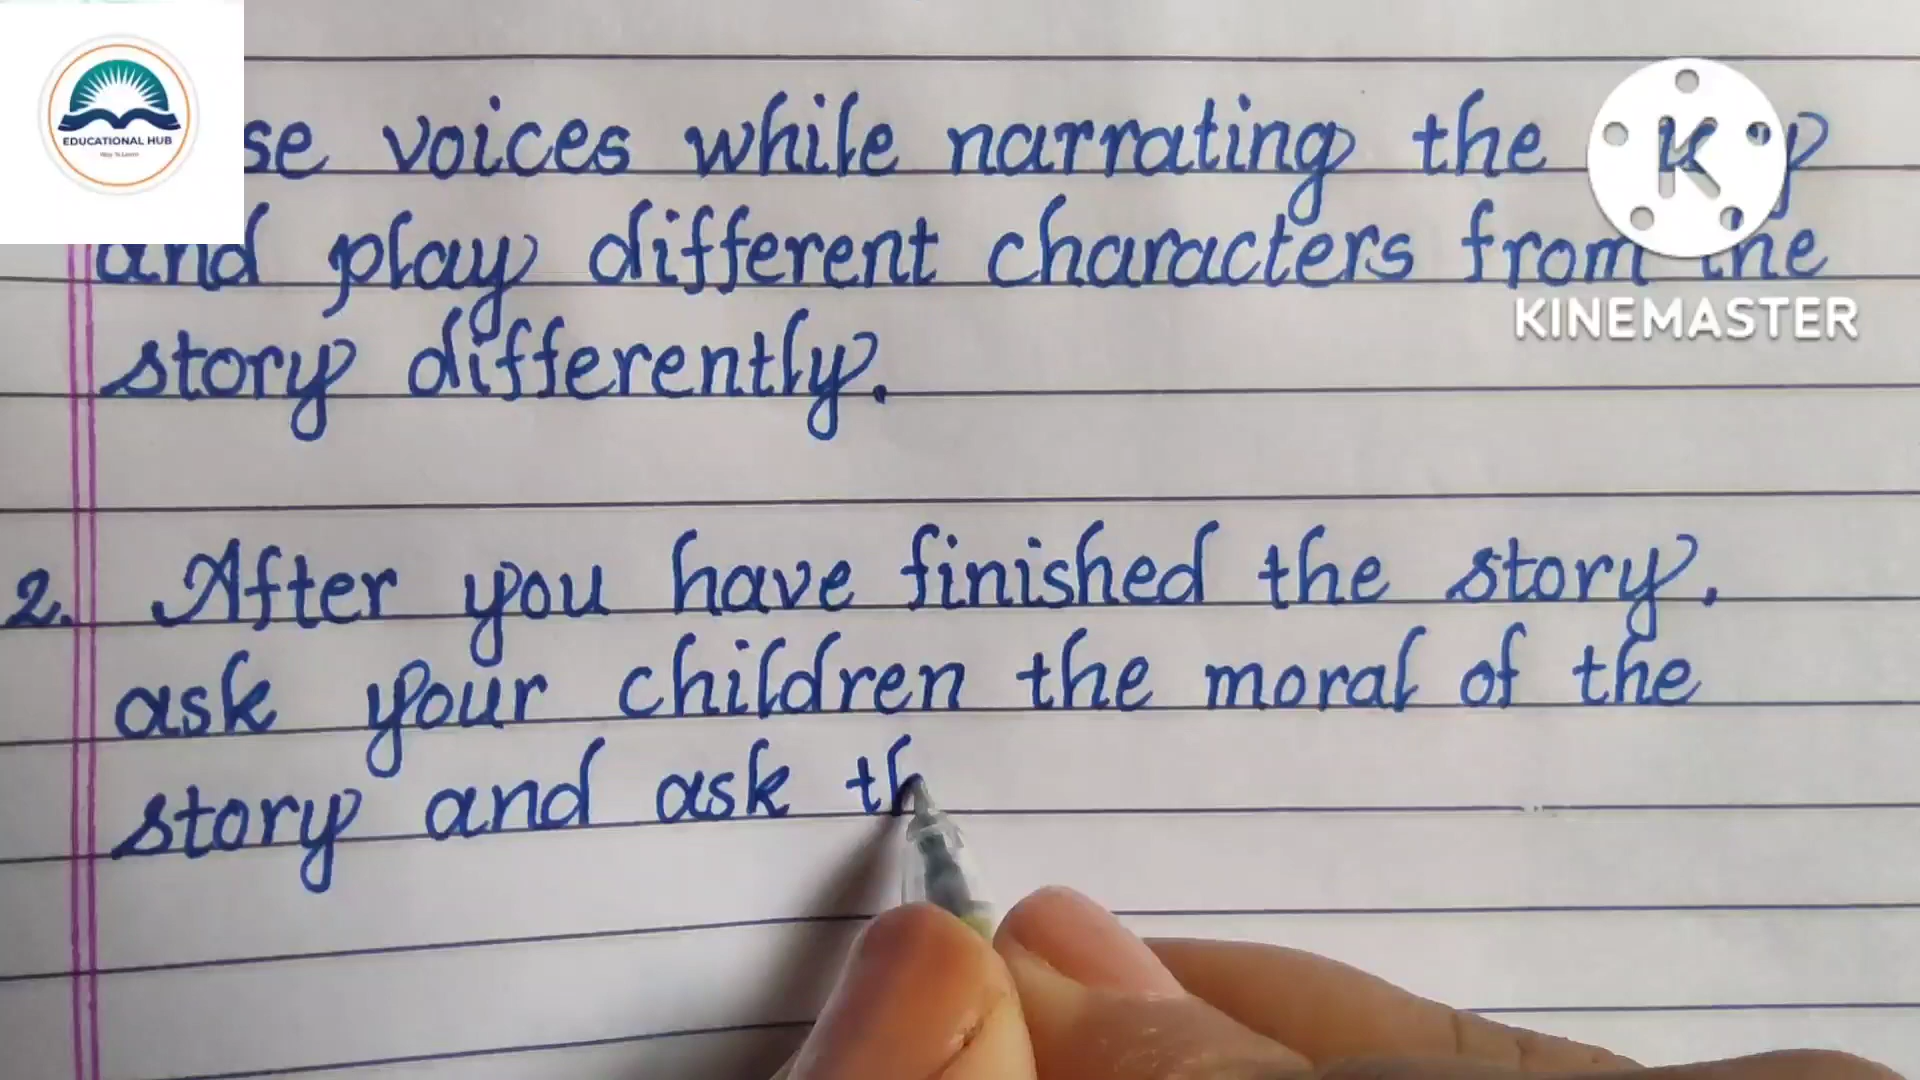 EDUCATIONAL HUB
voices while narrating the
and play different characters from the
KINEMASTER
story differently.
2. After you have finished the story.
ask your children the moral of the
story and ask th